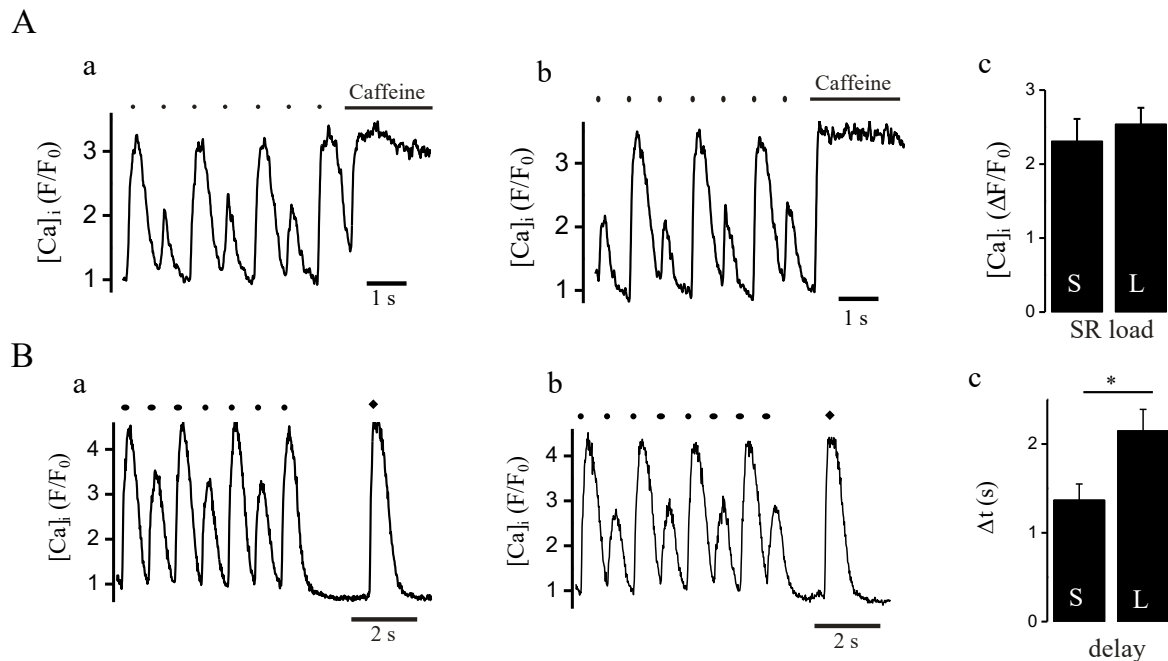 A
a
Caffeine
[Ca]i (F/F0)
3
2
1
1 s
b
Caffeine
[Ca]i (F/F0)
3
2
1
1 s
c
[Ca]i (ΔF/F0)
3
2
1
0
S L
SR load
B
a
[Ca]i (F/F0)
4
3
2
1
2 s
b
[Ca]i (F/F0)
4
3
2
1
2 s
c
*
Δt (s)
2
1
0
S L
delay